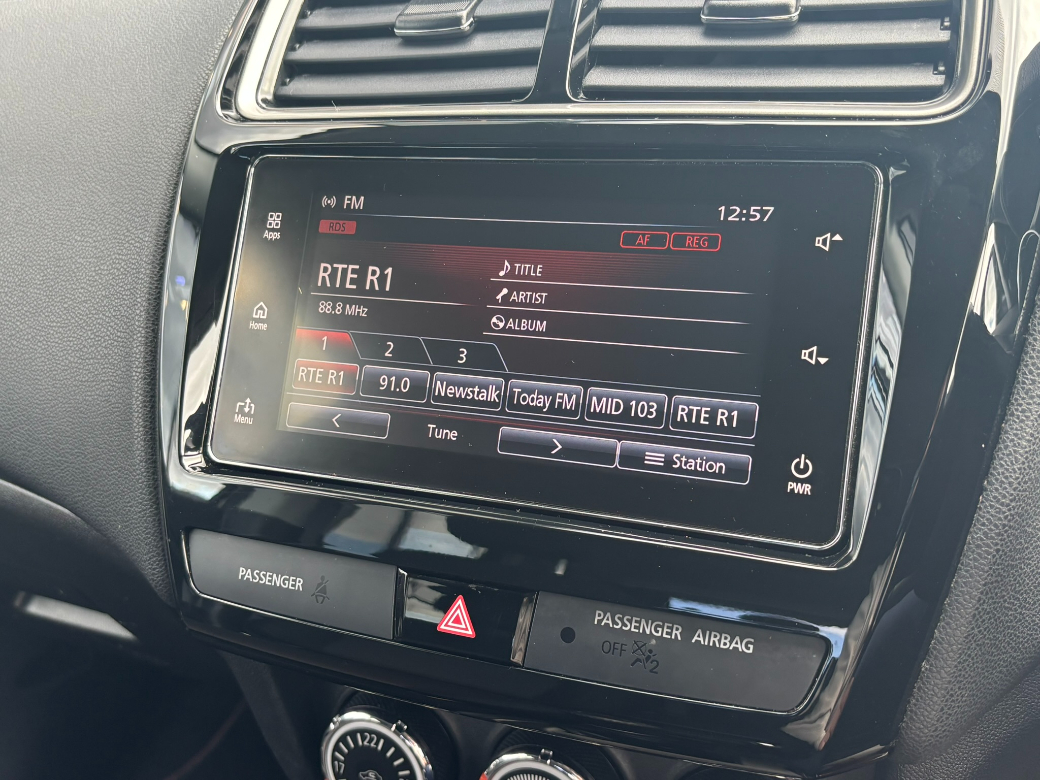 FM
12:57
Apps
RDS
AF REG
RTE R1
TITLE
88.8 MHz
ARTIST
ALBUM
Home
1 2 3
RTE R1 91.0 Newstalk Today FM MID 103 RTE R1
Menu
Tune
Station
PWR
PASSENGER
PASSENGER AIRBAG
OFF
2
22